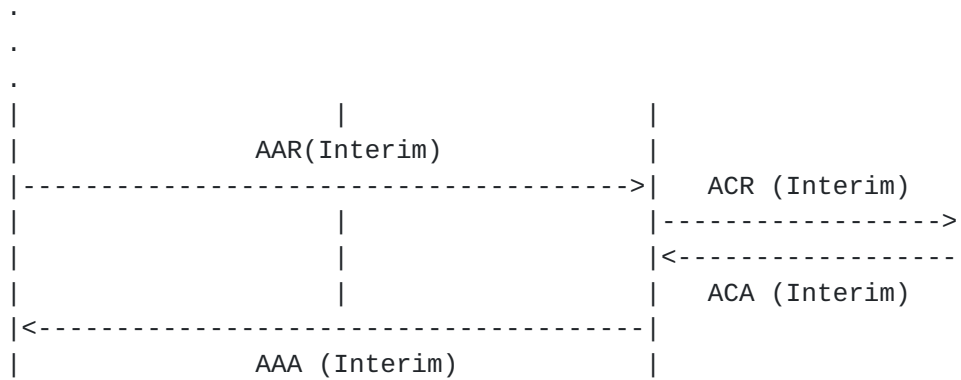 .
.
.
|                    |                   |
|               AAR(Interim)             |
|--------------------------------------->|   ACR (Interim)
|                    |                   |------------------>
|                    |                   |<------------------
|                    |                   |   ACA (Interim)
|<---------------------------------------|
|               AAA (Interim)            |